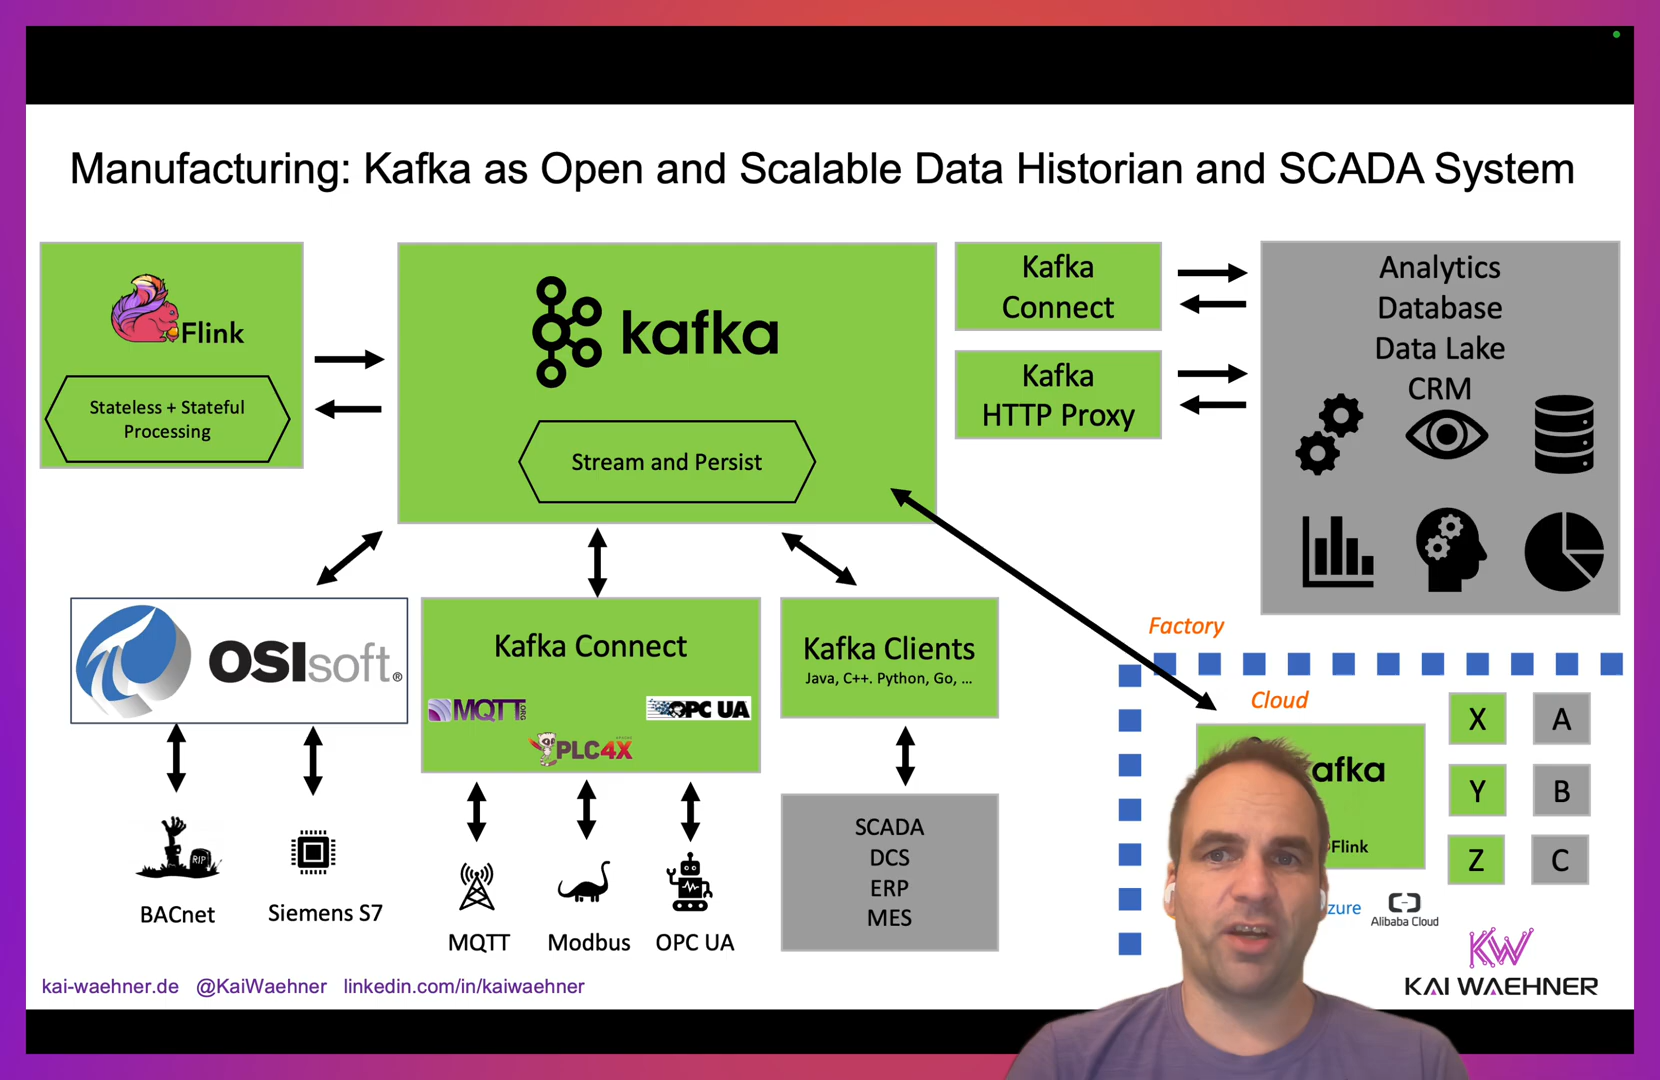 Manufacturing: Kafka as Open and Scalable Data Historian and SCADA System
Flink
Stateless + Stateful
Processing
kafka
Stream and Persist
Kafka
Connect
Kafka
HTTP Proxy
Analytics
Database
Data Lake
CRM
OSIsoft®
Kafka Connect
MQTT.ORG
OPC UA
PLC4X
Kafka Clients
Java, C++. Python, Go, ...
Factory
Cloud
afka
Flink
X
A
Y
B
Z
C
zure
Alibaba Cloud
RIP
BACnet
Siemens S7
MQTT
Modbus
OPC UA
SCADA
DCS
ERP
MES
kai-waehner.de @KaiWaehner linkedin.com/in/kaiwaehner
KW
KAI WAEHNER